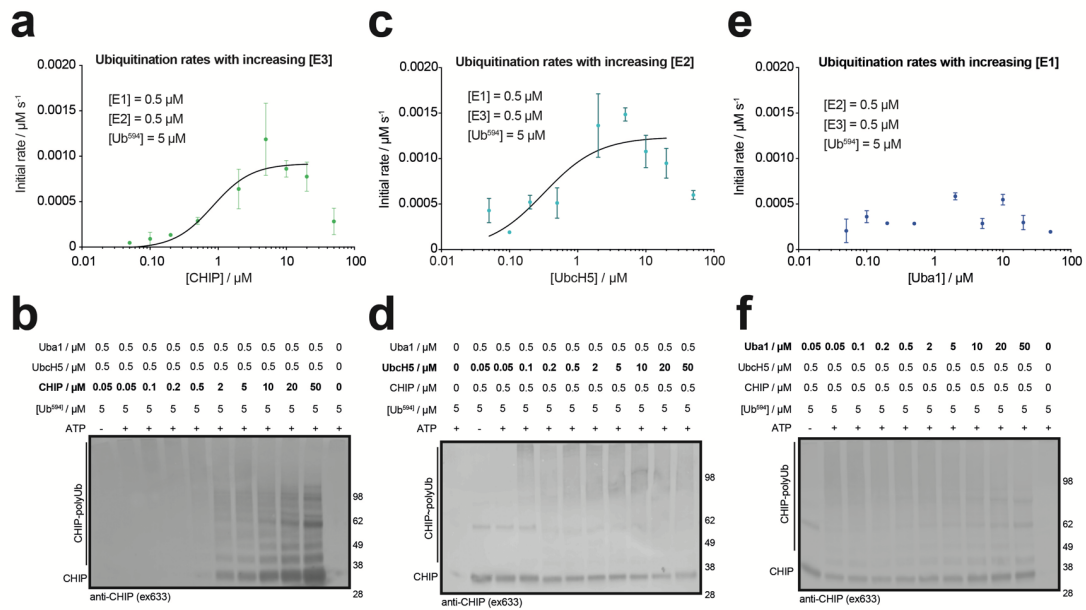 a
Ubiquitination rates with increasing [E3]
[E1] = 0.5 µM
[E2] = 0.5 µM
[Ub594] = 5 µM
Initial rate / µM s-1
0.0020
0.0015
0.0010
0.0005
0
0.01
0.10
1
10
100
[CHIP] / µM
c
Ubiquitination rates with increasing [E2]
[E1] = 0.5 µM
[E3] = 0.5 µM
[Ub594] = 5 µM
Initial rate / µM s-1
0.0020
0.0015
0.0010
0.0005
0
0.01
0.1
1
10
100
[UbcH5] / µM
e
Ubiquitination rates with increasing [E1]
[E2] = 0.5 µM
[E3] = 0.5 µM
[Ub594] = 5 µM
Initial rate / µM s-1
0.0020
0.0015
0.0010
0.0005
0
0.01
0.10
1
10
100
[Uba1] / µM
b
Uba1 / µM 0.5 0.5 0.5 0.5 0.5 0.5 0.5 0.5 0.5 0.5 0
UbcH5 / µM 0.5 0.5 0.5 0.5 0.5 0.5 0.5 0.5 0.5 0.5 0
CHIP / µM 0.05 0.05 0.1 0.2 0.5 2 5 10 20 50 0
[Ub594] / µM 5 5 5 5 5 5 5 5 5 5 5
ATP - + + + + + + + + + +
CHIP-polyUb
CHIP
98
62
49
38
28
anti-CHIP (ex633)
d
Uba1 / µM 0 0.5 0.5 0.5 0.5 0.5 0.5 0.5 0.5 0.5 0.5
UbcH5 / µM 0 0.05 0.05 0.1 0.2 0.5 2 5 10 20 50
CHIP / µM 0 0.5 0.5 0.5 0.5 0.5 0.5 0.5 0.5 0.5 0.5
[Ub594] / µM 5 5 5 5 5 5 5 5 5 5 5
ATP + - + + + + + + + + +
CHIP~polyUb
CHIP
98
62
49
38
28
anti-CHIP (ex633)
f
Uba1 / µM 0.05 0.05 0.1 0.2 0.5 2 5 10 20 50 0
UbcH5 / µM 0.5 0.5 0.5 0.5 0.5 0.5 0.5 0.5 0.5 0.5 0
CHIP / µM 0.5 0.5 0.5 0.5 0.5 0.5 0.5 0.5 0.5 0.5 0
[Ub594] / µM 5 5 5 5 5 5 5 5 5 5 5
ATP - + + + + + + + + + +
CHIP-polyUb
CHIP
98
62
49
38
28
anti-CHIP (ex633)